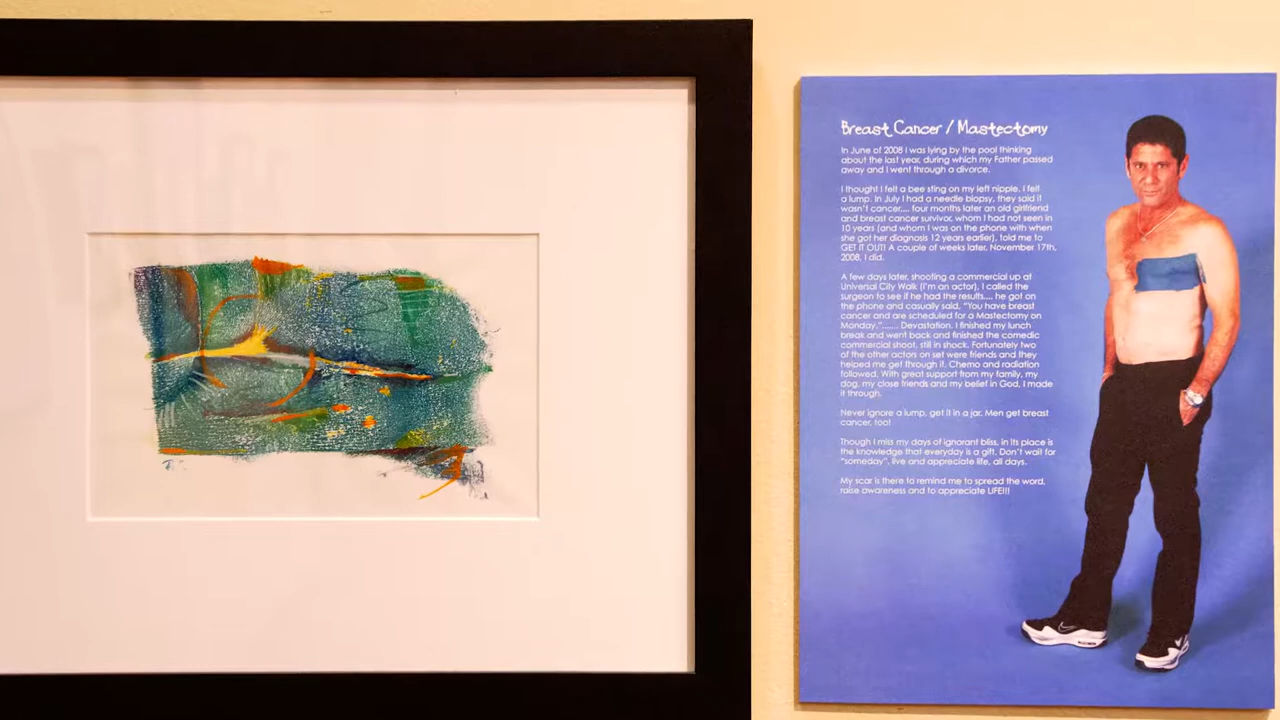 Breast Cancer / Mastectomy
In June of 2008 I was lying by the pool thinking
about the last year, during which my Father passed
away and I went through a divorce.
I thought I felt a bee sting on my left nipple. I felt
a lump. In July I had a needle biopsy, they said it
wasn't cancer.... four months later an old girlfriend
and breast cancer survivor, whom I had not seen in
10 years (and whom I was on the phone with when
she got her diagnosis 12 years earlier), told me to
GET IT OUT! A couple of weeks later, November 17th,
2008, I did.
A few days later, shooting a commercial up at
Universal City Walk (I'm an actor), I called the
surgeon to see if he had the results.... he got on
the phone and casually said, "You have breast
cancer and are scheduled for a Mastectomy on
Monday."...... Devastation. I finished my lunch
break and went back and finished the comedic
commercial shoot, still in shock. Fortunately two
of the other actors on set were friends and they
helped me get through it. Chemo and radiation
followed. With great support from my family, my
dog, my close friends and my belief in God, I made
it through.
Never ignore a lump, get it in a jar. Men get breast
cancer, too!
Though I miss my days of ignorant bliss, in its place is
the knowledge that everyday is a gift. Don't wait for
"someday", live and appreciate life, all days.
My scar is there to remind me to spread the word,
raise awareness and to appreciate LIFE!!!